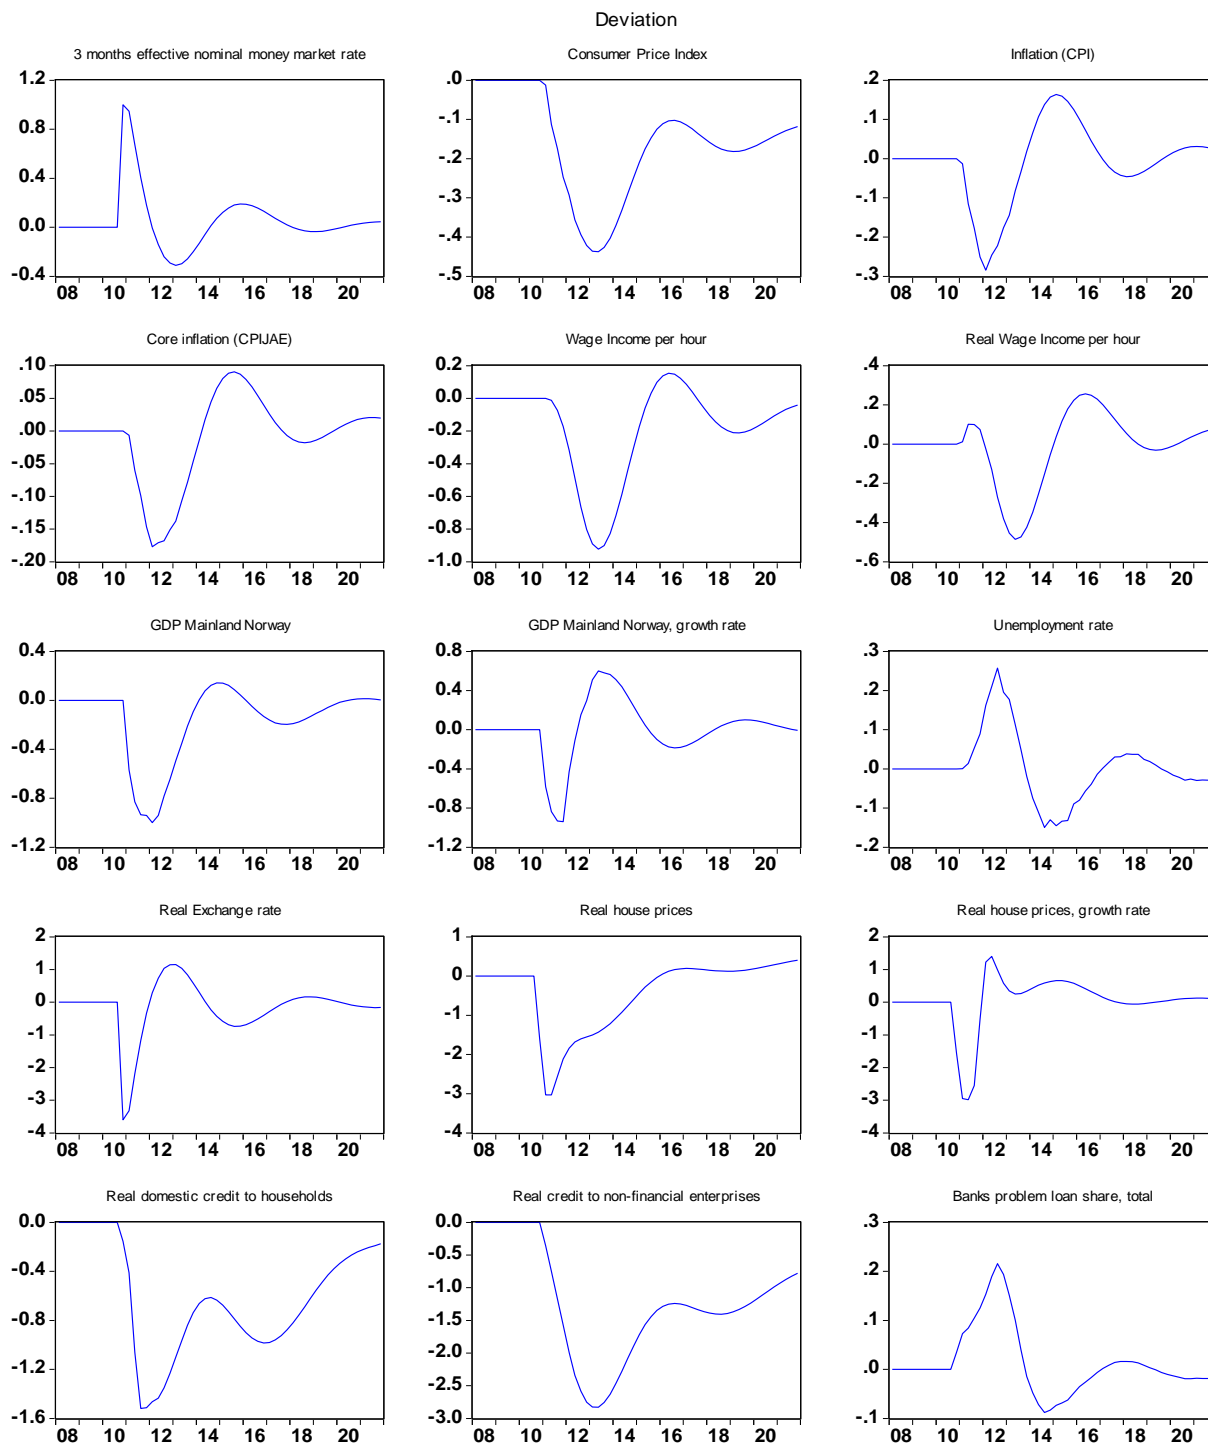 Deviation
3 months effective nominal money market rate
1.2
0.8
0.4
0.0
-0.4
08 10 12 14 16 18 20
Consumer Price Index
.0
-.1
-.2
-.3
-.4
-.5
08 10 12 14 16 18 20
Inflation (CPI)
.2
.1
.0
-.1
-.2
-.3
08 10 12 14 16 18 20
Core inflation (CPIJAE)
.10
.05
.00
-.05
-.10
-.15
-.20
08 10 12 14 16 18 20
Wage Income per hour
0.2
0.0
-0.2
-0.4
-0.6
-0.8
-1.0
08 10 12 14 16 18 20
Real Wage Income per hour
.4
.2
.0
-.2
-.4
-.6
08 10 12 14 16 18 20
GDP Mainland Norway
0.4
0.0
-0.4
-0.8
-1.2
08 10 12 14 16 18 20
GDP Mainland Norway, growth rate
0.8
0.4
0.0
-0.4
-0.8
-1.2
08 10 12 14 16 18 20
Unemployment rate
.3
.2
.1
.0
-.1
-.2
08 10 12 14 16 18 20
Real Exchange rate
2
1
0
-1
-2
-3
-4
08 10 12 14 16 18 20
Real house prices
1
0
-1
-2
-3
-4
08 10 12 14 16 18 20
Real house prices, growth rate
2
1
0
-1
-2
-3
-4
08 10 12 14 16 18 20
Real domestic credit to households
0.0
-0.4
-0.8
-1.2
-1.6
08 10 12 14 16 18 20
Real credit to non-financial enterprises
0.0
-0.5
-1.0
-1.5
-2.0
-2.5
-3.0
08 10 12 14 16 18 20
Banks problem loan share, total
.3
.2
.1
.0
-.1
08 10 12 14 16 18 20